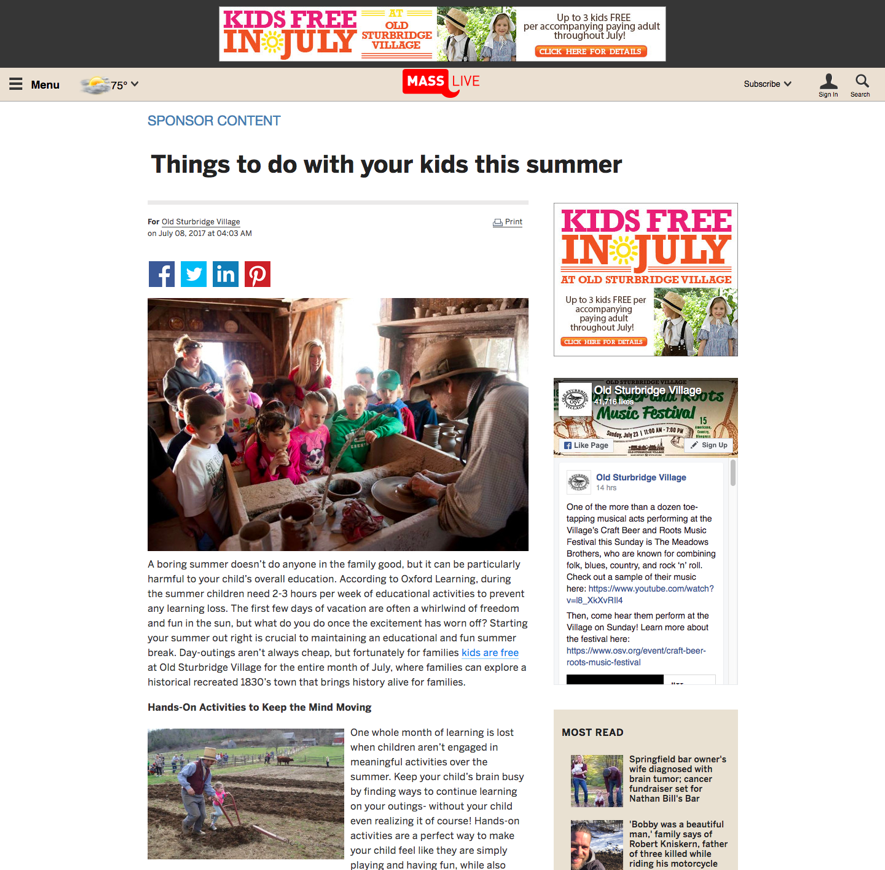 KIDS FREE
IN JULY
AT
OLD
STURBRIDGE
VILLAGE
Up to 3 kids FREE
per accompanying paying adult
throughout July!
CLICK HERE FOR DETAILS
Menu
75°
MASS LIVE
Subscribe
Sign In
Search
SPONSOR CONTENT
Things to do with your kids this summer
For Old Sturbridge Village
on July 08, 2017 at 04:03 AM
Print
A boring summer doesn't do anyone in the family good, but it can be particularly
harmful to your child's overall education. According to Oxford Learning, during
the summer children need 2-3 hours per week of educational activities to prevent
any learning loss. The first few days of vacation are often a whirlwind of freedom
and fun in the sun, but what do you do once the excitement has worn off? Starting
your summer out right is crucial to maintaining an educational and fun summer
break. Day-outings aren't always cheap, but fortunately for families kids are free
at Old Sturbridge Village for the entire month of July, where families can explore a
historical recreated 1830's town that brings history alive for families.
Hands-On Activities to Keep the Mind Moving
One whole month of learning is lost
when children aren't engaged in
meaningful activities over the
summer. Keep your child's brain busy
by finding ways to continue learning
on your outings- without your child
even realizing it of course! Hands-on
activities are a perfect way to make
your child feel like they are simply
playing and having fun, while also
KIDS FREE
IN JULY
AT OLD STURBRIDGE VILLAGE
Up to 3 kids FREE per
accompanying
paying adult
throughout July!
CLICK HERE FOR DETAILS
OLD STURBRIDGE VILLAGE
Old Sturbridge Village
41,716 likes
Roots
Music Festival
Sunday, July 23 | 11:00 AM - 7:00 PM
15
Like Page
Sign Up
Old Sturbridge Village
14 hrs
One of the more than a dozen toe-
tapping musical acts performing at the
Village's Craft Beer and Roots Music
Festival this Sunday is The Meadows
Brothers, who are known for combining
folk, blues, country, and rock 'n' roll.
Check out a sample of their music
here: https://www.youtube.com/watch?
v=l8_XkXvRIl4
Then, come hear them perform at the
Village on Sunday! Learn more about
the festival here:
https://www.osv.org/event/craft-beer-
roots-music-festival
MOST READ
Springfield bar owner's
wife diagnosed with
brain tumor; cancer
fundraiser set for
Nathan Bill's Bar
'Bobby was a beautiful
man,' family says of
Robert Kniskern, father
of three killed while
riding his motorcycle